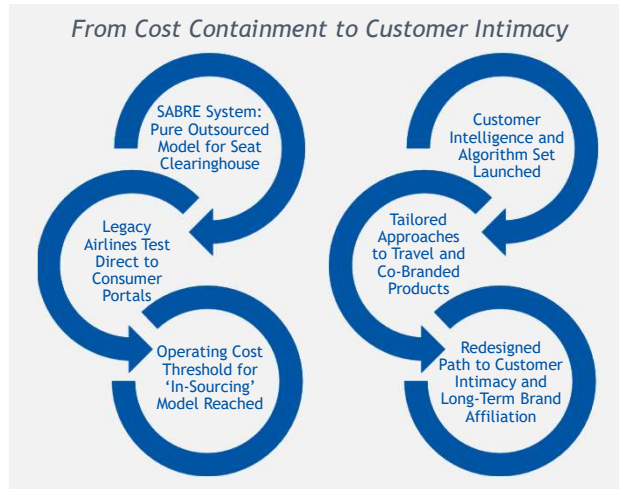 From Cost Containment to Customer Intimacy
SABRE System:
Pure Outsourced
Model for Seat
Clearinghouse
Legacy
Airlines Test
Direct to
Consumer
Portals
Operating Cost
Threshold for
‘In-Sourcing’
Model Reached
Customer
Intelligence and
Algorithm Set
Launched
Tailored
Approaches
to Travel and
Co-Branded
Products
Redesigned
Path to Customer
Intimacy and
Long-Term Brand
Affiliation